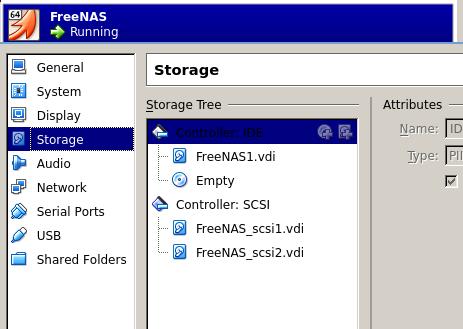 64
FreeNAS
Running
General
System
Display
Storage
Audio
Network
Serial Ports
USB
Shared Folders
Storage
Storage Tree
Controller: IDE
FreeNAS1.vdi
Empty
Controller: SCSI
FreeNAS_scsi1.vdi
FreeNAS_scsi2.vdi
Attributes
Name: ID
Type: PII